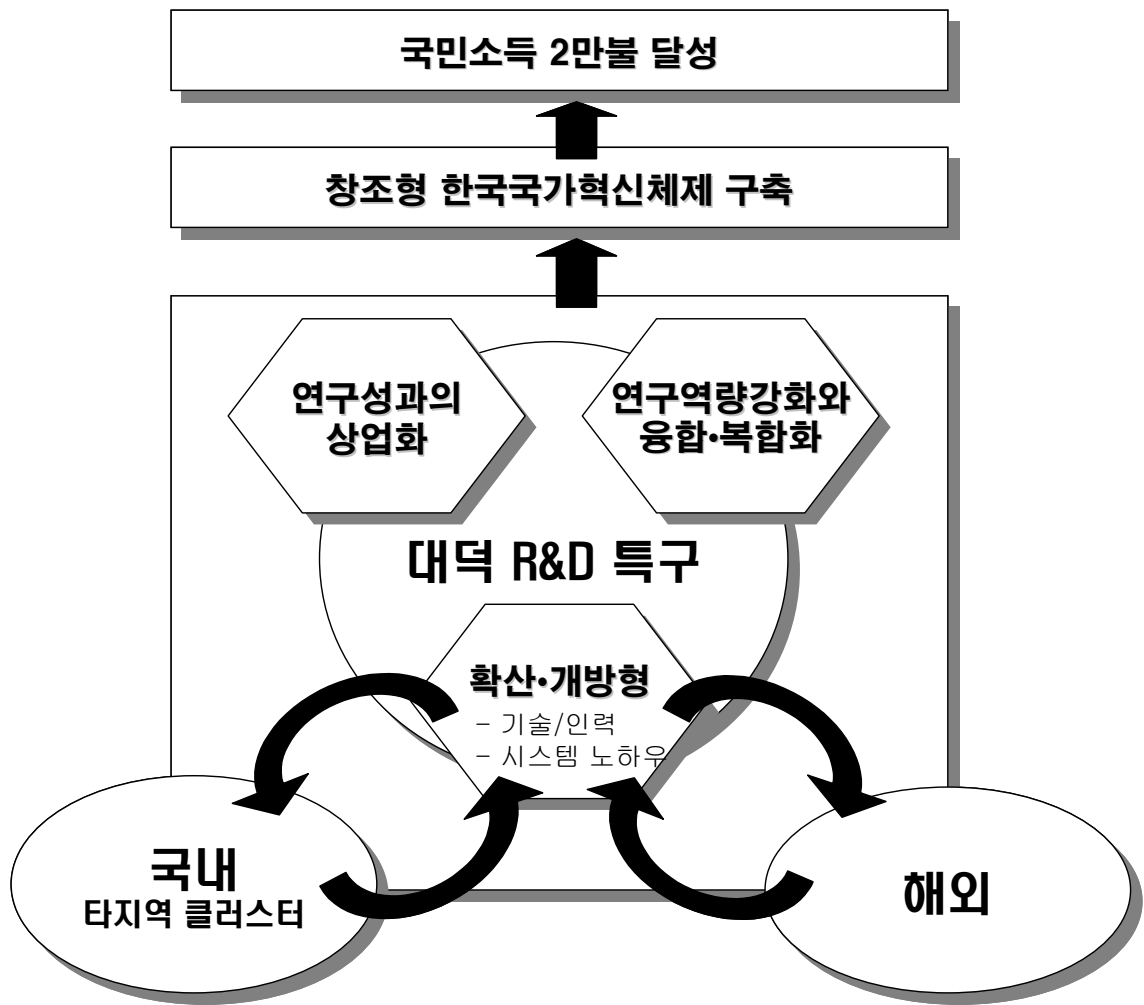 국민소득 2만불 달성
창조형 한국국가혁신체제 구축
연구성과의
상업화
연구역량강화와
융합·복합화
대덕 R&D 특구
확산·개방형
- 기술/인력
- 시스템 노하우
국내
타지역 클러스터
해외